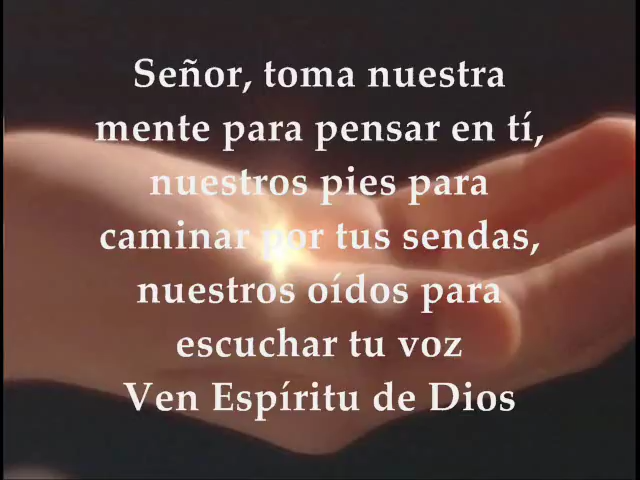 Señor, toma nuestra
mente para pensar en tí,
nuestros pies para
caminar por tus sendas,
nuestros oídos para
escuchar tu voz
Ven Espíritu de Dios